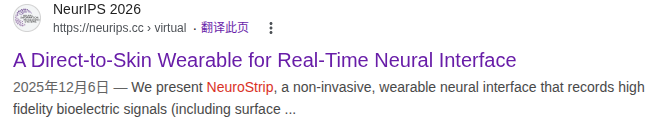 NeurIPS 2026
https://neurips.cc › virtual · 翻译此页
A Direct-to-Skin Wearable for Real-Time Neural Interface
2025年12月6日 — We present NeuroStrip, a non-invasive, wearable neural interface that records high
fidelity bioelectric signals (including surface ...